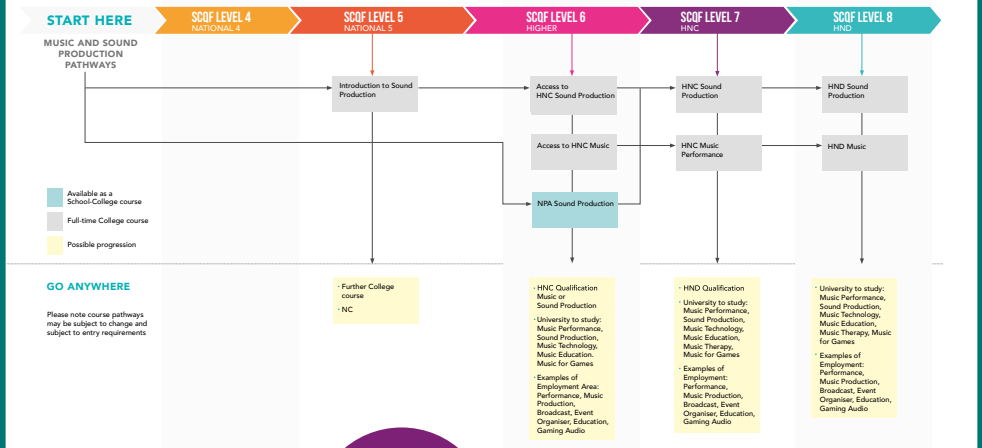 START HERE
SCQF LEVEL 4
NATIONAL 4
SCQF LEVEL 5
NATIONAL 5
SCQF LEVEL 6
HIGHER
SCQF LEVEL 7
HNC
SCQF LEVEL 8
HND
MUSIC AND SOUND
PRODUCTION
PATHWAYS
Introduction to Sound
Production
Access to
HNC Sound Production
HNC Sound
Production
HND Sound
Production
Access to HNC Music
HNC Music
Performance
HND Music
NPA Sound Production
Available as a
School-College course
Full-time College course
Possible progression
GO ANYWHERE
Please note course pathways
may be subject to change and
subject to entry requirements
· Further College
course
· NC
· HNC Qualification
Music or
Sound Production
· University to study:
Music Performance,
Sound Production,
Music Technology,
Music Education.
Music for Games
· Examples of
Employment Area:
Performance, Music
Production,
Broadcast, Event
Organiser, Education,
Gaming Audio
· HND Qualification
· University to study:
Music Performance,
Sound Production,
Music Technology,
Music Education,
Music Therapy,
Music for Games
· Examples of
Employment:
Performance,
Music Production,
Broadcast, Event
Organiser, Education,
Gaming Audio
· University to study:
Music Performance,
Sound Production,
Music Technology,
Music Education,
Music Therapy, Music
for Games
· Examples of
Employment:
Performance,
Music Production,
Broadcast, Event
Organiser, Education,
Gaming Audio